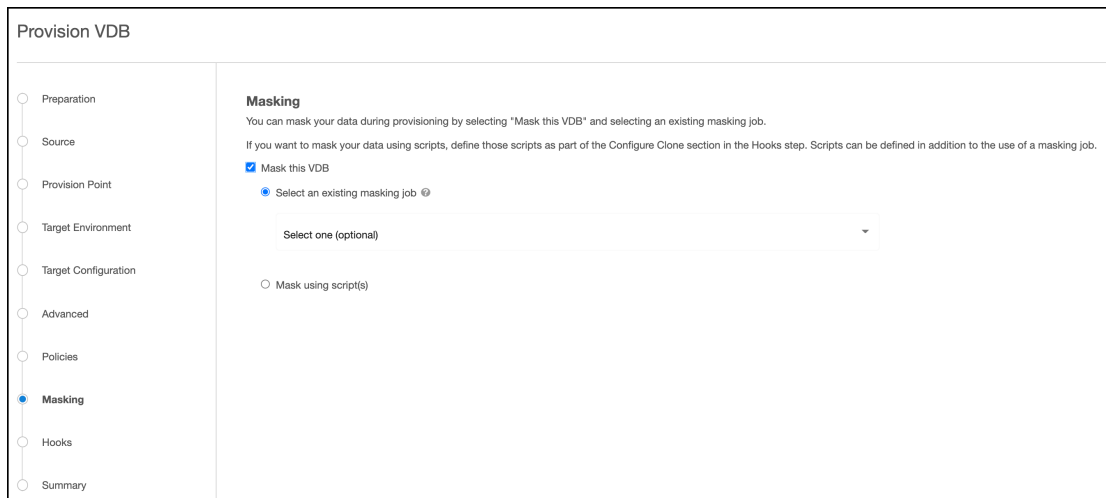 Provision VDB
Preparation
Source
Provision Point
Target Environment
Target Configuration
Advanced
Policies
Masking
Hooks
Summary
Masking
You can mask your data during provisioning by selecting "Mask this VDB" and selecting an existing masking job.
If you want to mask your data using scripts, define those scripts as part of the Configure Clone section in the Hooks step. Scripts can be defined in addition to the use of a masking job.
Mask this VDB
Select an existing masking job ?
Select one (optional)
Mask using script(s)